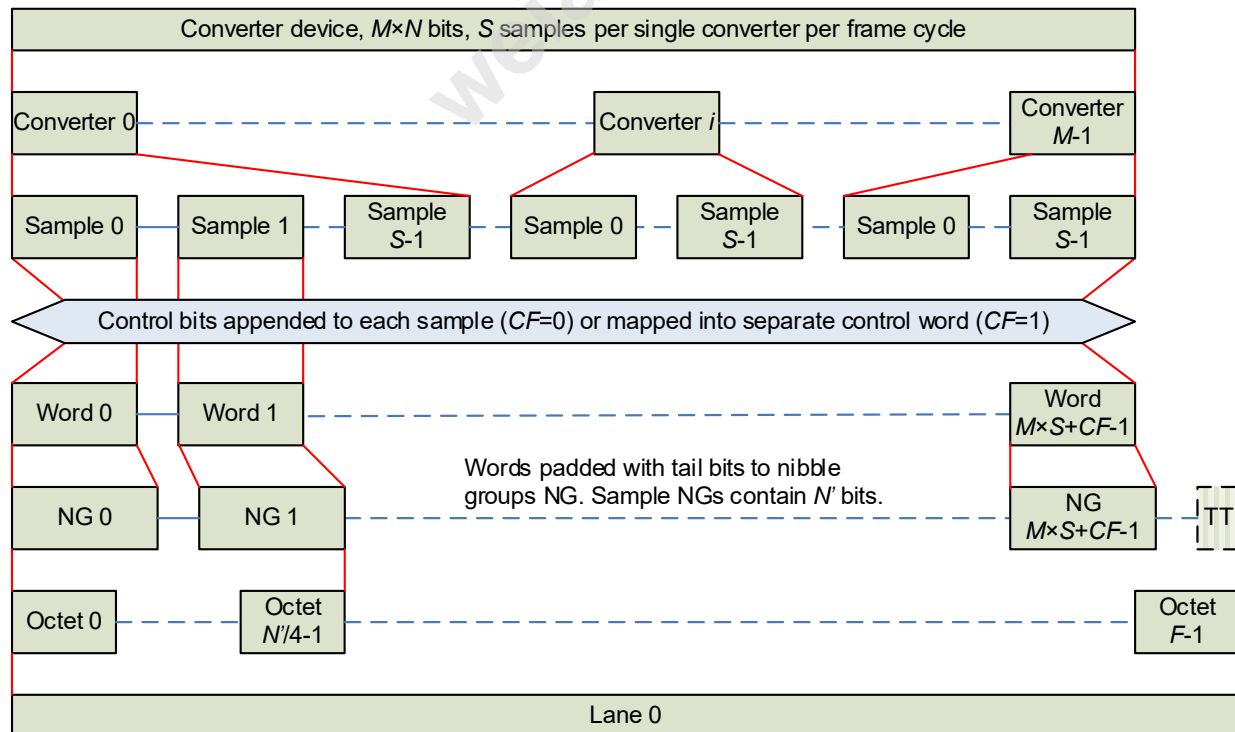 Converter device, M×N bits, S samples per single converter per frame cycle
Converter 0
Converter i
Converter
M-1
Sample 0
Sample 1
Sample
S-1
Sample 0
Sample
S-1
Sample 0
Sample
S-1
Control bits appended to each sample (CF=0) or mapped into separate control word (CF=1)
Word 0
Word 1
Word
M×S+CF-1
Words padded with tail bits to nibble
groups NG. Sample NGs contain N' bits.
NG 0
NG 1
NG
M×S+CF-1
TT
Octet 0
Octet
N'/4-1
Octet
F-1
Lane 0